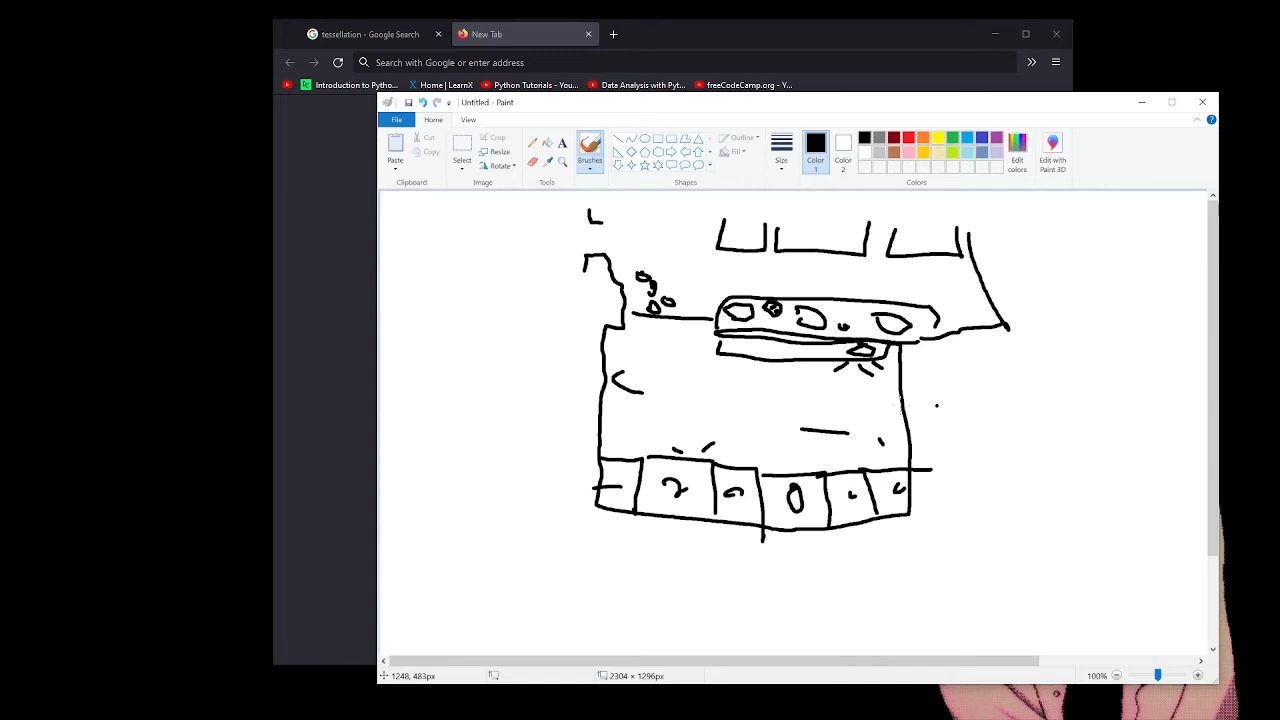 tessellation - Google Search New Tab
Search with Google or enter address
Introduction to Pytho... Home | LearnX Python Tutorials - You... Data Analysis with Pyt... freeCodeCamp.org - Y...
Untitled - Paint
File Home View
Paste Cut Copy Select Crop Resize Rotate Brushes Outline Fill Size Color 1 Color 2 Edit colors Edit with Paint 3D
Clipboard Image Tools Shapes Colors
1248, 483px 2304 × 1296px 100%